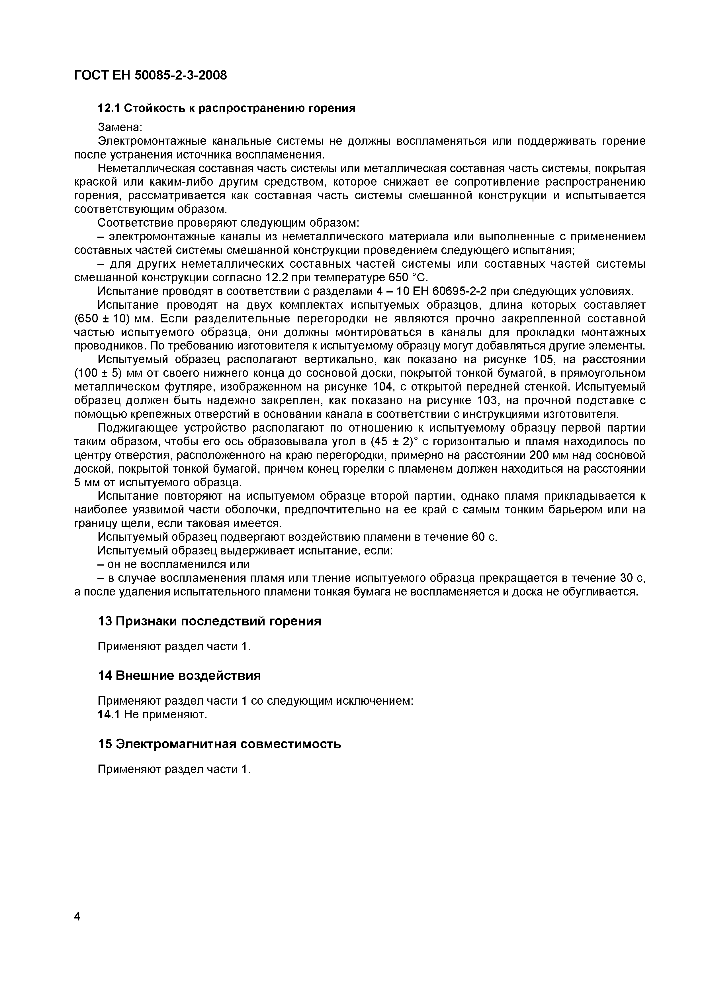 ГОСТ ЕН 50085-2-3-2008
12.1 Стойкость к распространению горения
Замена:
Электромонтажные канальные системы не должны воспламеняться или поддерживать горение
после устранения источника воспламенения.
Неметаллическая составная часть системы или металлическая составная часть системы, покрытая
краской или каким-либо другим средством, которое снижает ее сопротивление распространению
горения, рассматривается как составная часть системы смешанной конструкции и испытывается
соответствующим образом.
Соответствие проверяют следующим образом:
– электромонтажные каналы из неметаллического материала или выполненные с применением
составных частей системы смешанной конструкции проведением следующего испытания;
– для других неметаллических составных частей системы или составных частей системы
смешанной конструкции согласно 12.2 при температуре 650 °С.
Испытание проводят в соответствии с разделами 4 – 10 ЕН 60695-2-2 при следующих условиях.
Испытание проводят на двух комплектах испытуемых образцов, длина которых составляет
(650 ± 10) мм. Если разделительные перегородки не являются прочно закрепленной составной
частью испытуемого образца, они должны монтироваться в каналы для прокладки монтажных
проводников. По требованию изготовителя к испытуемому образцу могут добавляться другие элементы.
Испытуемый образец располагают вертикально, как показано на рисунке 105, на расстоянии
(100 ± 5) мм от своего нижнего конца до сосновой доски, покрытой тонкой бумагой, в прямоугольном
металлическом футляре, изображенном на рисунке 104, с открытой передней стенкой. Испытуемый
образец должен быть надежно закреплен, как показано на рисунке 103, на прочной подставке с
помощью крепежных отверстий в основании канала в соответствии с инструкциями изготовителя.
Поджигающее устройство располагают по отношению к испытуемому образцу первой партии
таким образом, чтобы его ось образовывала угол в (45 ± 2)° с горизонталью и пламя находилось по
центру отверстия, расположенного на краю перегородки, примерно на расстоянии 200 мм над сосновой
доской, покрытой тонкой бумагой, причем конец горелки с пламенем должен находиться на расстоянии
5 мм от испытуемого образца.
Испытание повторяют на испытуемом образце второй партии, однако пламя прикладывается к
наиболее уязвимой части оболочки, предпочтительно на ее край с самым тонким барьером или на
границу щели, если таковая имеется.
Испытуемый образец подвергают воздействию пламени в течение 60 с.
Испытуемый образец выдерживает испытание, если:
– он не воспламенился или
– в случае воспламенения пламя или тление испытуемого образца прекращается в течение 30 с,
а после удаления испытательного пламени тонкая бумага не воспламеняется и доска не обугливается.
13 Признаки последствий горения
Применяют раздел части 1.
14 Внешние воздействия
Применяют раздел части 1 со следующим исключением:
14.1 Не применяют.
15 Электромагнитная совместимость
Применяют раздел части 1.
4